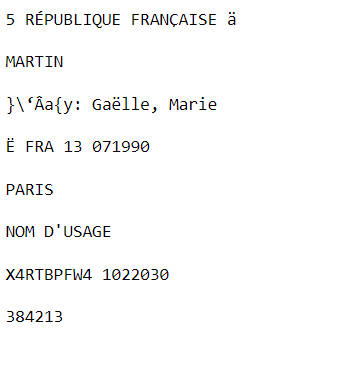 5 RÉPUBLIQUE FRANÇAISE ä
MARTIN
}\‘Âa{y: Gaëlle, Marie
Ë FRA 13 071990
PARIS
NOM D'USAGE
X4RTBPFW4 1022030
384213